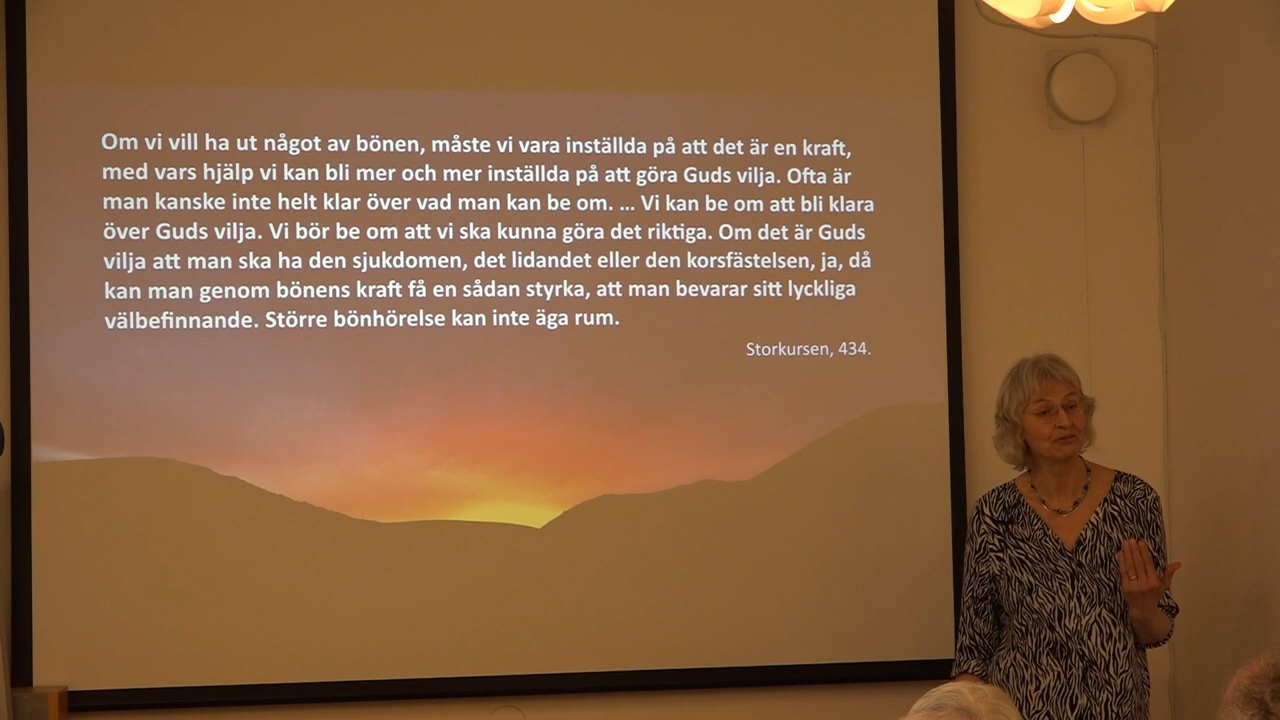 Om vi vill ha ut något av bönen, måste vi vara inställda på att det är en kraft,
med vars hjälp vi kan bli mer och mer inställda på att göra Guds vilja. Ofta är
man kanske inte helt klar över vad man kan be om. ... Vi kan be om att bli klara
över Guds vilja. Vi bör be om att vi ska kunna göra det riktiga. Om det är Guds
vilja att man ska ha den sjukdomen, det lidandet eller den korsfästelsen, ja, då
kan man genom bönens kraft få en sådan styrka, att man bevarar sitt lyckliga
välbefinnande. Större bönhörelse kan inte äga rum.
Storkursen, 434.